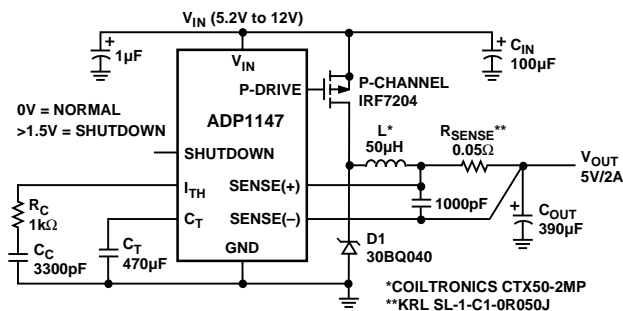 V_IN (5.2V to 12V)
1µF
V_IN
P-DRIVE
P-CHANNEL
IRF7204
C_IN
100µF
0V = NORMAL
>1.5V = SHUTDOWN
ADP1147
SHUTDOWN
L*
50µH
R_SENSE**
0.05Ω
V_OUT
5V/2A
I_TH
SENSE(+)
R_C
1kΩ
1000pF
C_T
SENSE(–)
C_OUT
390µF
C_C
3300pF
C_T
470µF
GND
D1
30BQ040
*COILTRONICS CTX50-2MP
**KRL SL-1-C1-0R050J